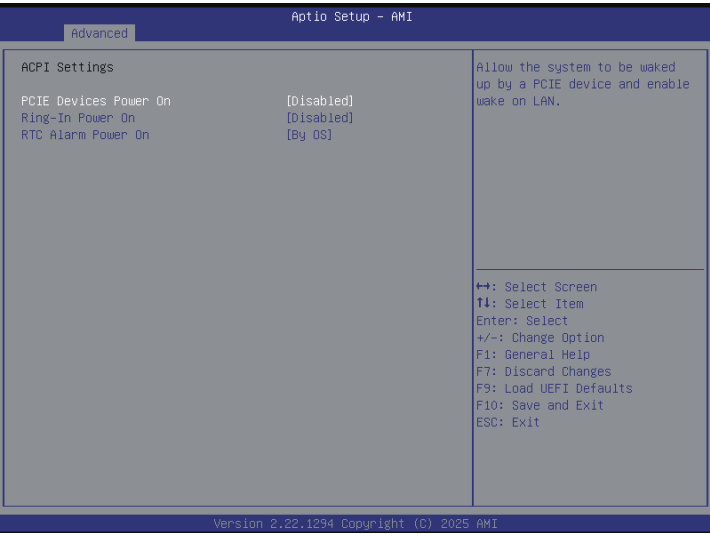 Aptio Setup - AMI
Advanced
ACPI Settings
PCIE Devices Power On [Disabled]
Ring-In Power On [Disabled]
RTC Alarm Power On [By OS]
Allow the system to be waked
up by a PCIE device and enable
wake on LAN.
↔: Select Screen
↑↓: Select Item
Enter: Select
+/-: Change Option
F1: General Help
F7: Discard Changes
F9: Load UEFI Defaults
F10: Save and Exit
ESC: Exit
Version 2.22.1294 Copyright (C) 2025 AMI